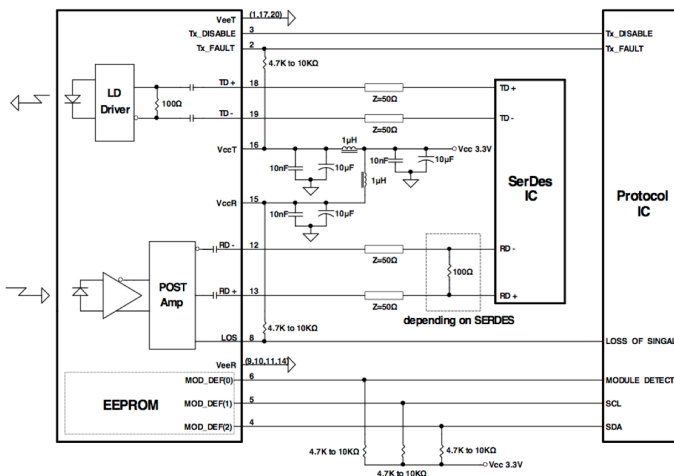 VeeT (1,17,20)
Tx_DISABLE 3 Tx_DISABLE
Tx_FAULT 2 Tx_FAULT
4.7K to 10KΩ
LD Driver
100Ω
TD+ 18 Z=50Ω TD+
TD- 19 Z=50Ω TD-
16 1μH
VccT Vcc 3.3V
10nF 10μF 10nF 10μF
1μH
SerDes IC
Protocol IC
15
VccR
10nF 10μF
RD- 12 Z=50Ω RD-
100Ω
POST Amp
RD+ 13 Z=50Ω RD+
depending on SERDES
4.7K to 10KΩ
LOS 8 LOSS OF SINGAL
VeeR (9,10,11,14)
EEPROM
MOD_DEF(0) 6 MODULE DETECT
MOD_DEF(1) 5 SCL
MOD_DEF(2) 4 SDA
4.7K to 10KΩ 4.7K to 10KΩ
Vcc 3.3V
4.7K to 10KΩ